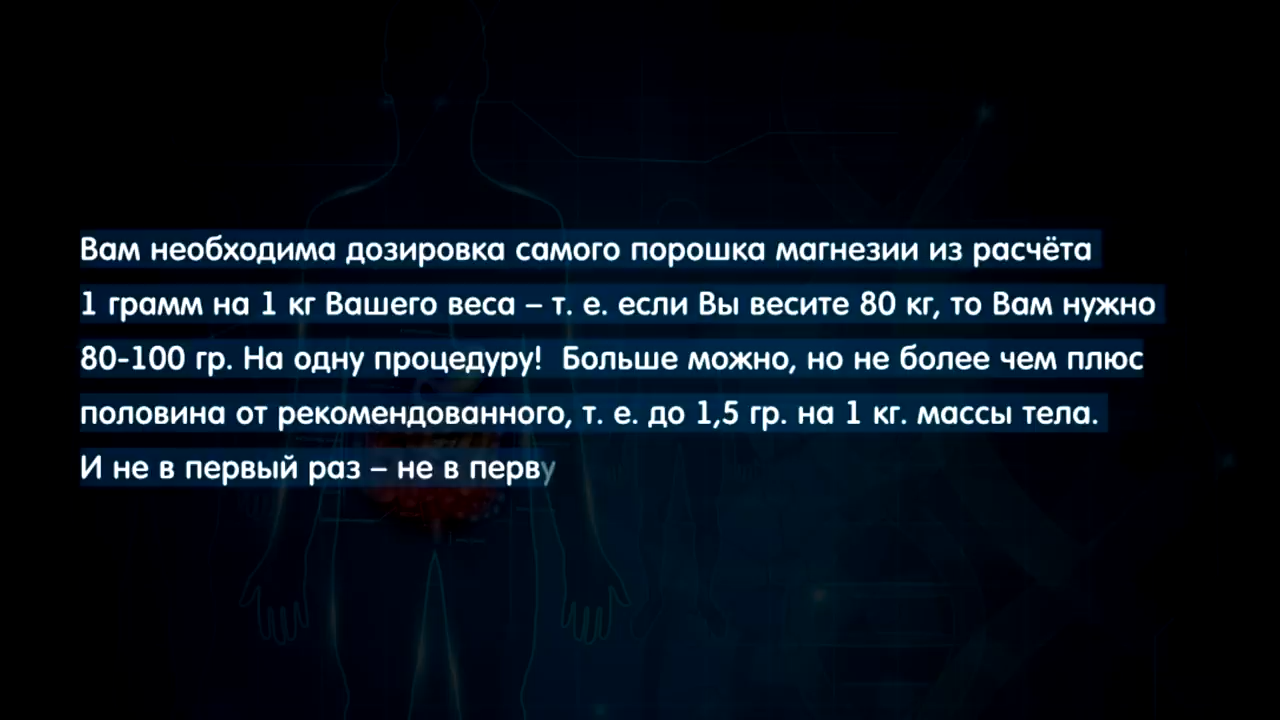 Вам необходима дозировка самого порошка магнезии из расчёта
1 грамм на 1 кг Вашего веса – т. е. если Вы весите 80 кг, то Вам нужно
80-100 гр. На одну процедуру!  Больше можно, но не более чем плюс
половина от рекомендованного, т. е. до 1,5 гр. на 1 кг. массы тела.
И не в первый раз – не в перву